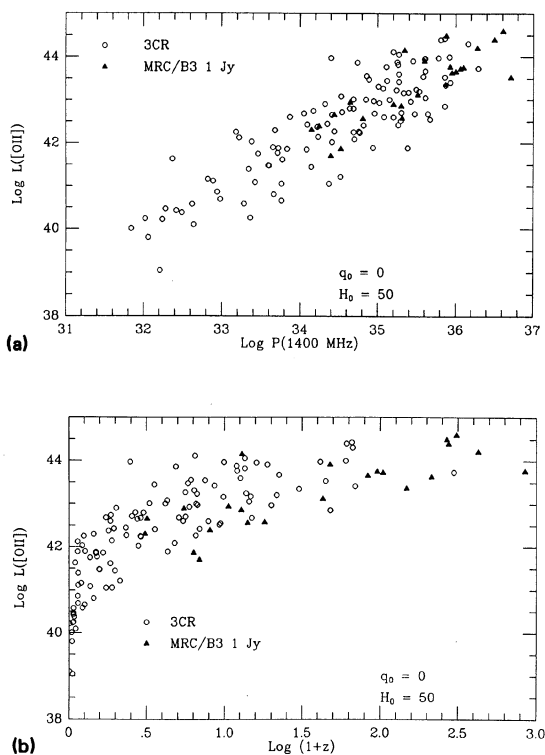 44
42
40
38
Log L([OII])
3CR
MRC/B3 1 Jy
q₀ = 0
H₀ = 50
31 32 33 34 35 36 37
Log P(1400 MHz)
(a)
44
42
40
38
Log L([OII])
3CR
MRC/B3 1 Jy
q₀ = 0
H₀ = 50
0 0.5 1.0 1.5 2.0 2.5 3.0
Log (1+z)
(b)